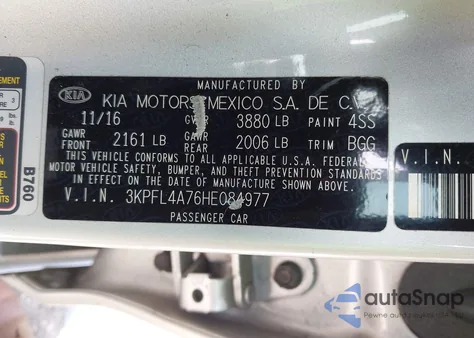 MANUFACTURED BY
KIA KIA MOTORS MEXICO S.A. DE C.V.
11/16 3880 LB PAINT 4SS
GAWR FRONT 2161 LB GAWR REAR 2006 LB TRIM BGG
THIS VEHICLE CONFORMS TO ALL APPLICABLE U.S.A. FEDERAL
MOTOR VEHICLE SAFETY, BUMPER, AND THEFT PREVENTION STANDARDS
IN EFFECT ON THE DATE OF MANUFACTURE SHOWN ABOVE.
V.I.N. 3KPFL4A76HE084977
PASSENGER CAR
B760
V.I.N.
autoSnap